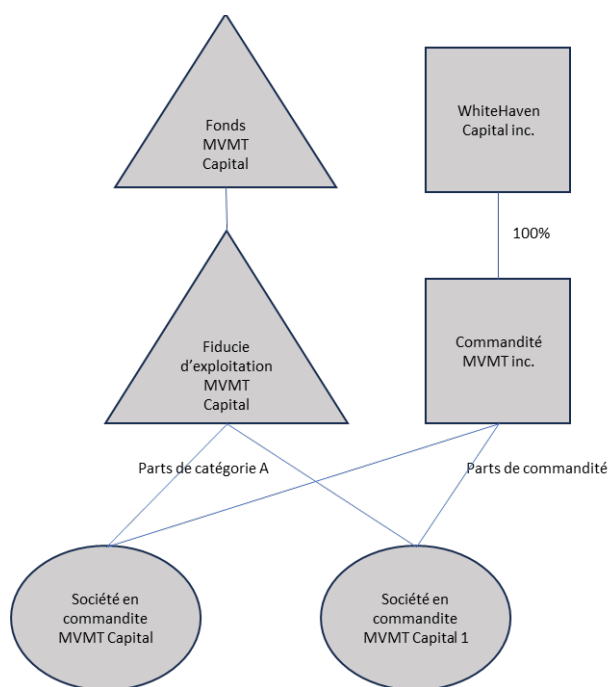 Fonds
MVMT
Capital
WhiteHaven
Capital inc.
100%
Fiducie
d'exploitation
MVMT
Capital
Commandité
MVMT inc.
Parts de catégorie A
Parts de commandité
Société en
commandite
MVMT Capital
Société en
commandite
MVMT Capital 1